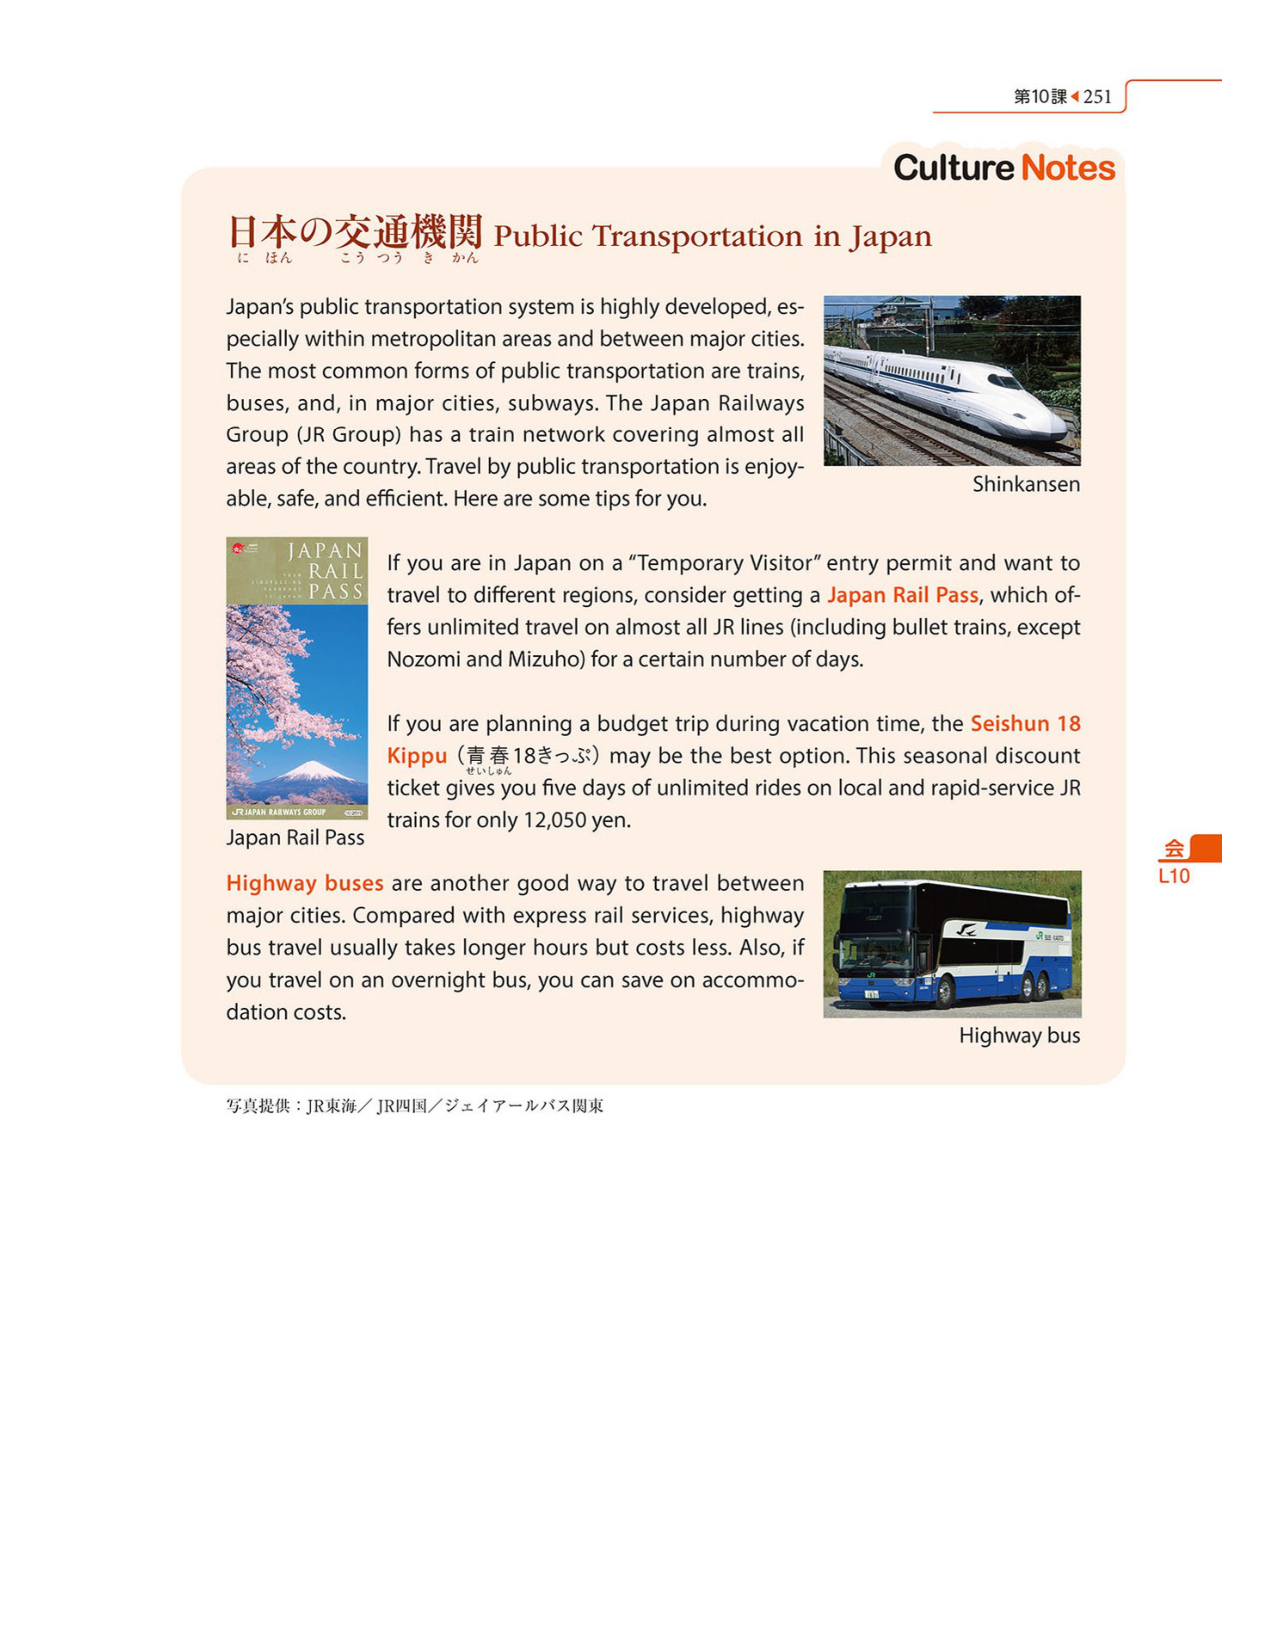 第10課◀251
Culture Notes
日本の交通機関 Public Transportation in Japan
に ほん こう つう き かん
Japan’s public transportation system is highly developed, es-
pecially within metropolitan areas and between major cities.
The most common forms of public transportation are trains,
buses, and, in major cities, subways. The Japan Railways
Group (JR Group) has a train network covering almost all
areas of the country. Travel by public transportation is enjoy-
able, safe, and efficient. Here are some tips for you.
Shinkansen
JAPAN
RAIL
PASS
JR JAPAN RAILWAYS GROUP
Japan Rail Pass
If you are in Japan on a “Temporary Visitor” entry permit and want to
travel to different regions, consider getting a Japan Rail Pass, which of-
fers unlimited travel on almost all JR lines (including bullet trains, except
Nozomi and Mizuho) for a certain number of days.
If you are planning a budget trip during vacation time, the Seishun 18
Kippu (青春18きっぷ) may be the best option. This seasonal discount
せいしゅん
ticket gives you five days of unlimited rides on local and rapid-service JR
trains for only 12,050 yen.
会
L10
Highway buses are another good way to travel between
major cities. Compared with express rail services, highway
bus travel usually takes longer hours but costs less. Also, if
you travel on an overnight bus, you can save on accommo-
dation costs.
JR
Highway bus
写真提供：JR東海／JR四国／ジェイアールバス関東